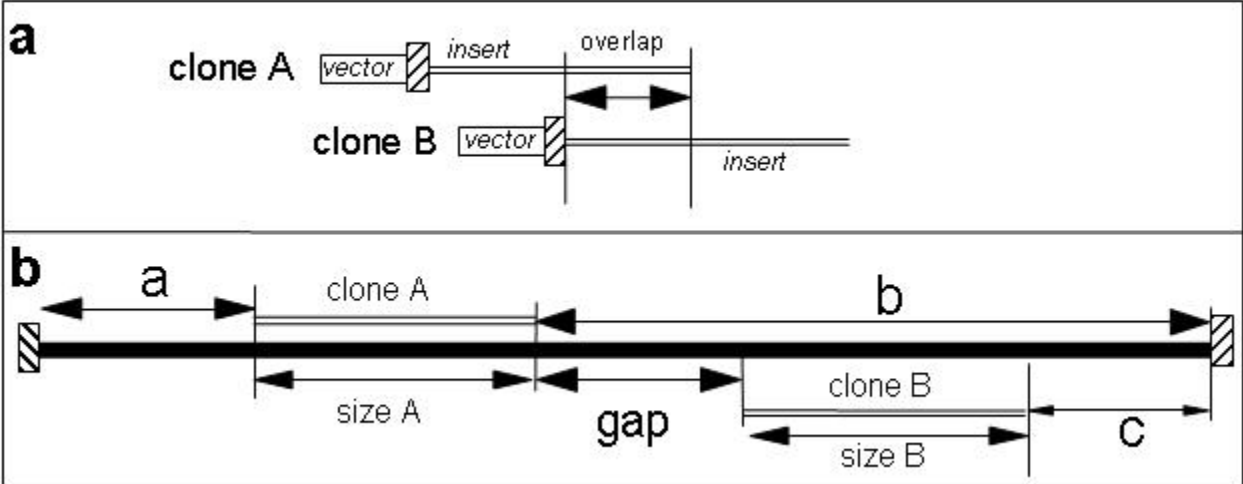 a
clone A
vector
insert
overlap
clone B
vector
insert
b
a
clone A
b
size A
gap
clone B
size B
c